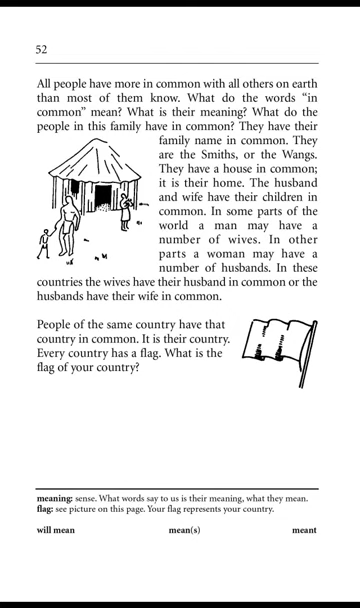 52
All people have more in common with all others on earth
than most of them know. What do the words “in
common” mean? What is their meaning? What do the
people in this family have in common? They have their
family name in common. They
are the Smiths, or the Wangs.
They have a house in common;
it is their home. The husband
and wife have their children in
common. In some parts of the
world a man may have a
number of wives. In other
parts a woman may have a
number of husbands. In these
countries the wives have their husband in common or the
husbands have their wife in common.
People of the same country have that
country in common. It is their country.
Every country has a flag. What is the
flag of your country?
meaning: sense. What words say to us is their meaning, what they mean.
flag: see picture on this page. Your flag represents your country.
will mean mean(s) meant